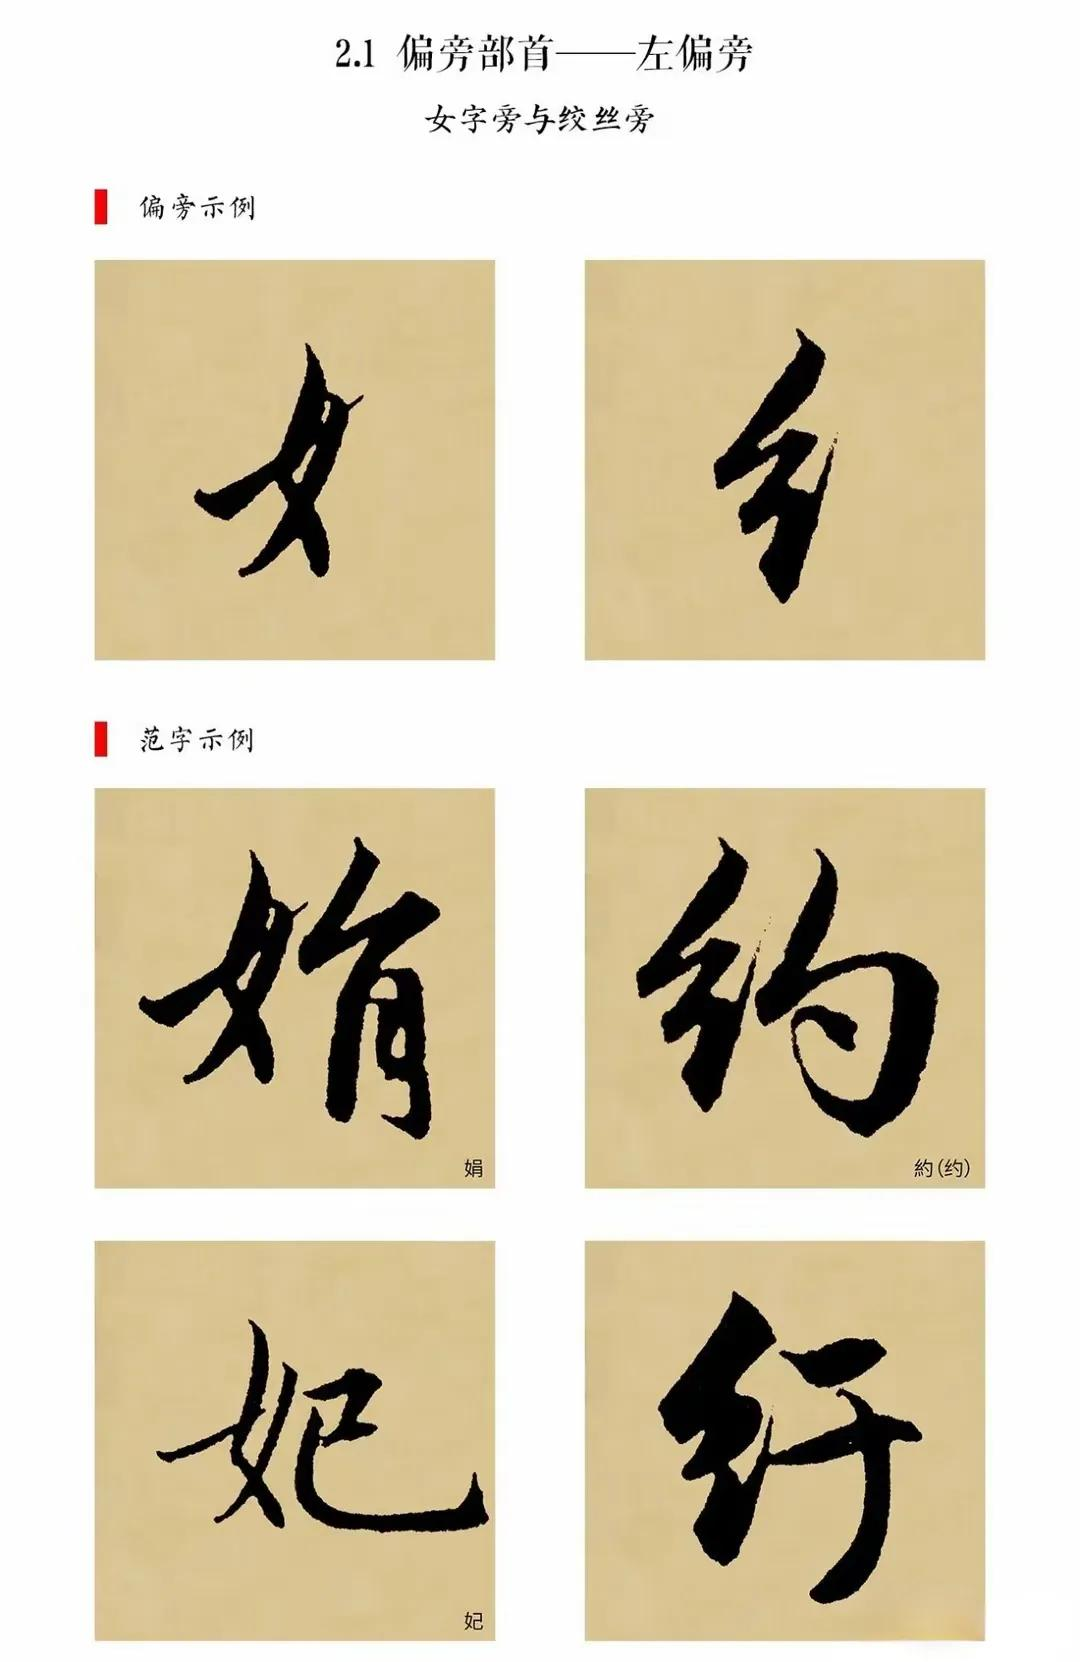 2.1 偏旁部首——左偏旁
女字旁与绞丝旁
偏旁示例
女 纟
范字示例
娟 约
娟 約(约)
妃 纡
妃